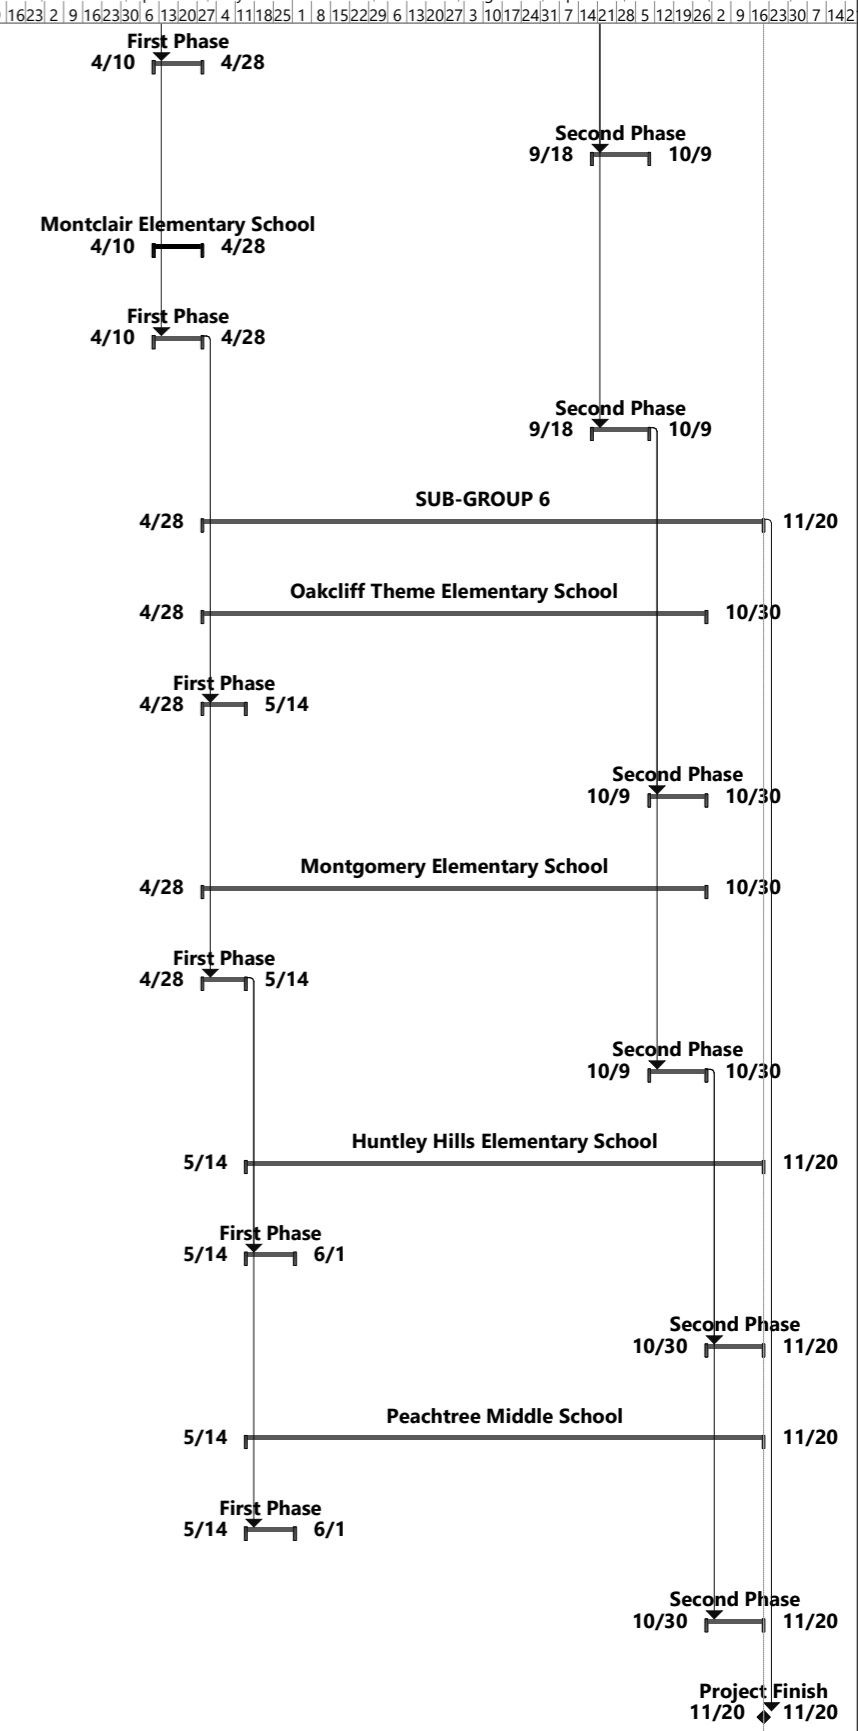 16 23 2 9 16 23 30 6 13 20 27 4 11 18 25 1 8 15 22 29 6 13 20 27 3 10 17 24 31 7 14 21 28 5 12 19 26 2 9 16 23 30 7 14 2
First Phase
4/10 4/28
Second Phase
9/18 10/9
Montclair Elementary School
4/10 4/28
First Phase
4/10 4/28
Second Phase
9/18 10/9
SUB-GROUP 6
4/28 11/20
Oakcliff Theme Elementary School
4/28 10/30
First Phase
4/28 5/14
Second Phase
10/9 10/30
Montgomery Elementary School
4/28 10/30
First Phase
4/28 5/14
Second Phase
10/9 10/30
Huntley Hills Elementary School
5/14 11/20
First Phase
5/14 6/1
Second Phase
10/30 11/20
Peachtree Middle School
5/14 11/20
First Phase
5/14 6/1
Second Phase
10/30 11/20
Project Finish
11/20 11/20